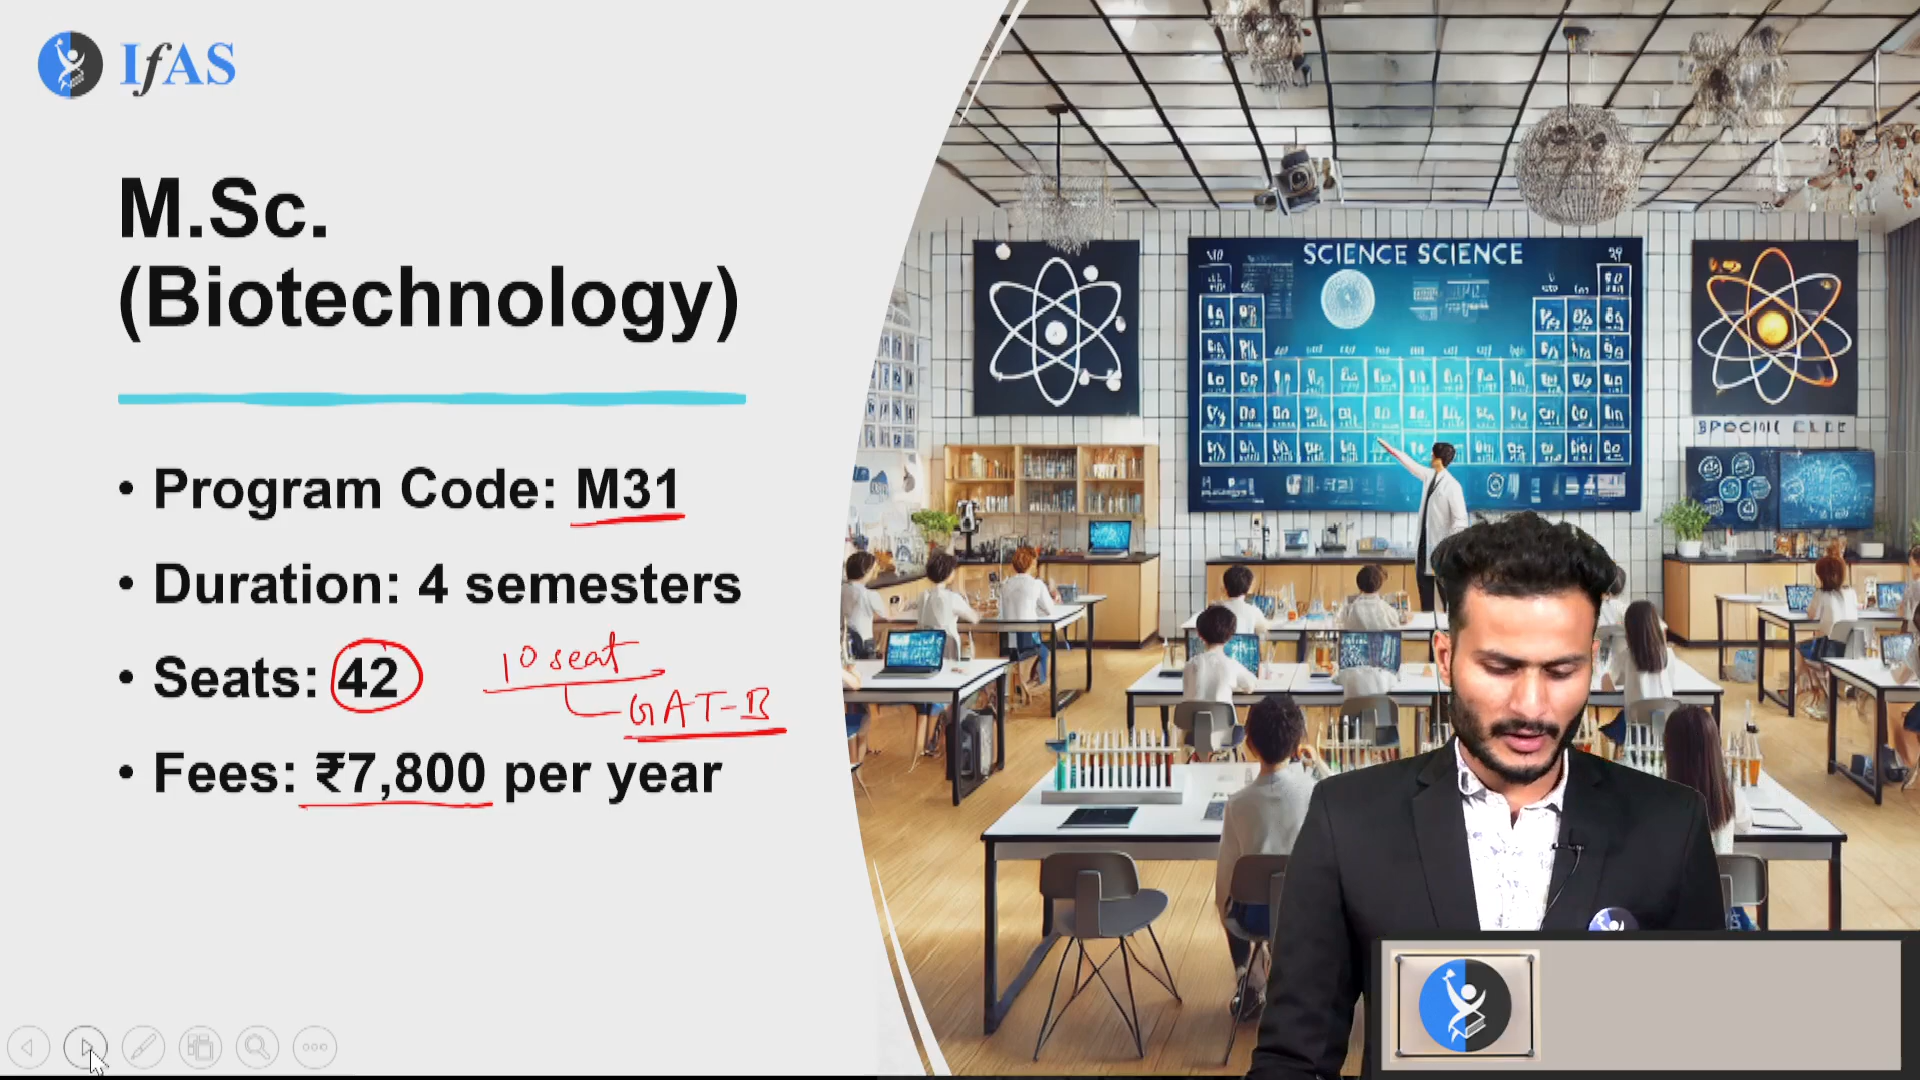 IfAS
M.Sc.
(Biotechnology)
• Program Code: M31
• Duration: 4 semesters
• Seats: 42
10 seat
GAT-B
• Fees: ₹7,800 per year
SCIENCE SCIENCE